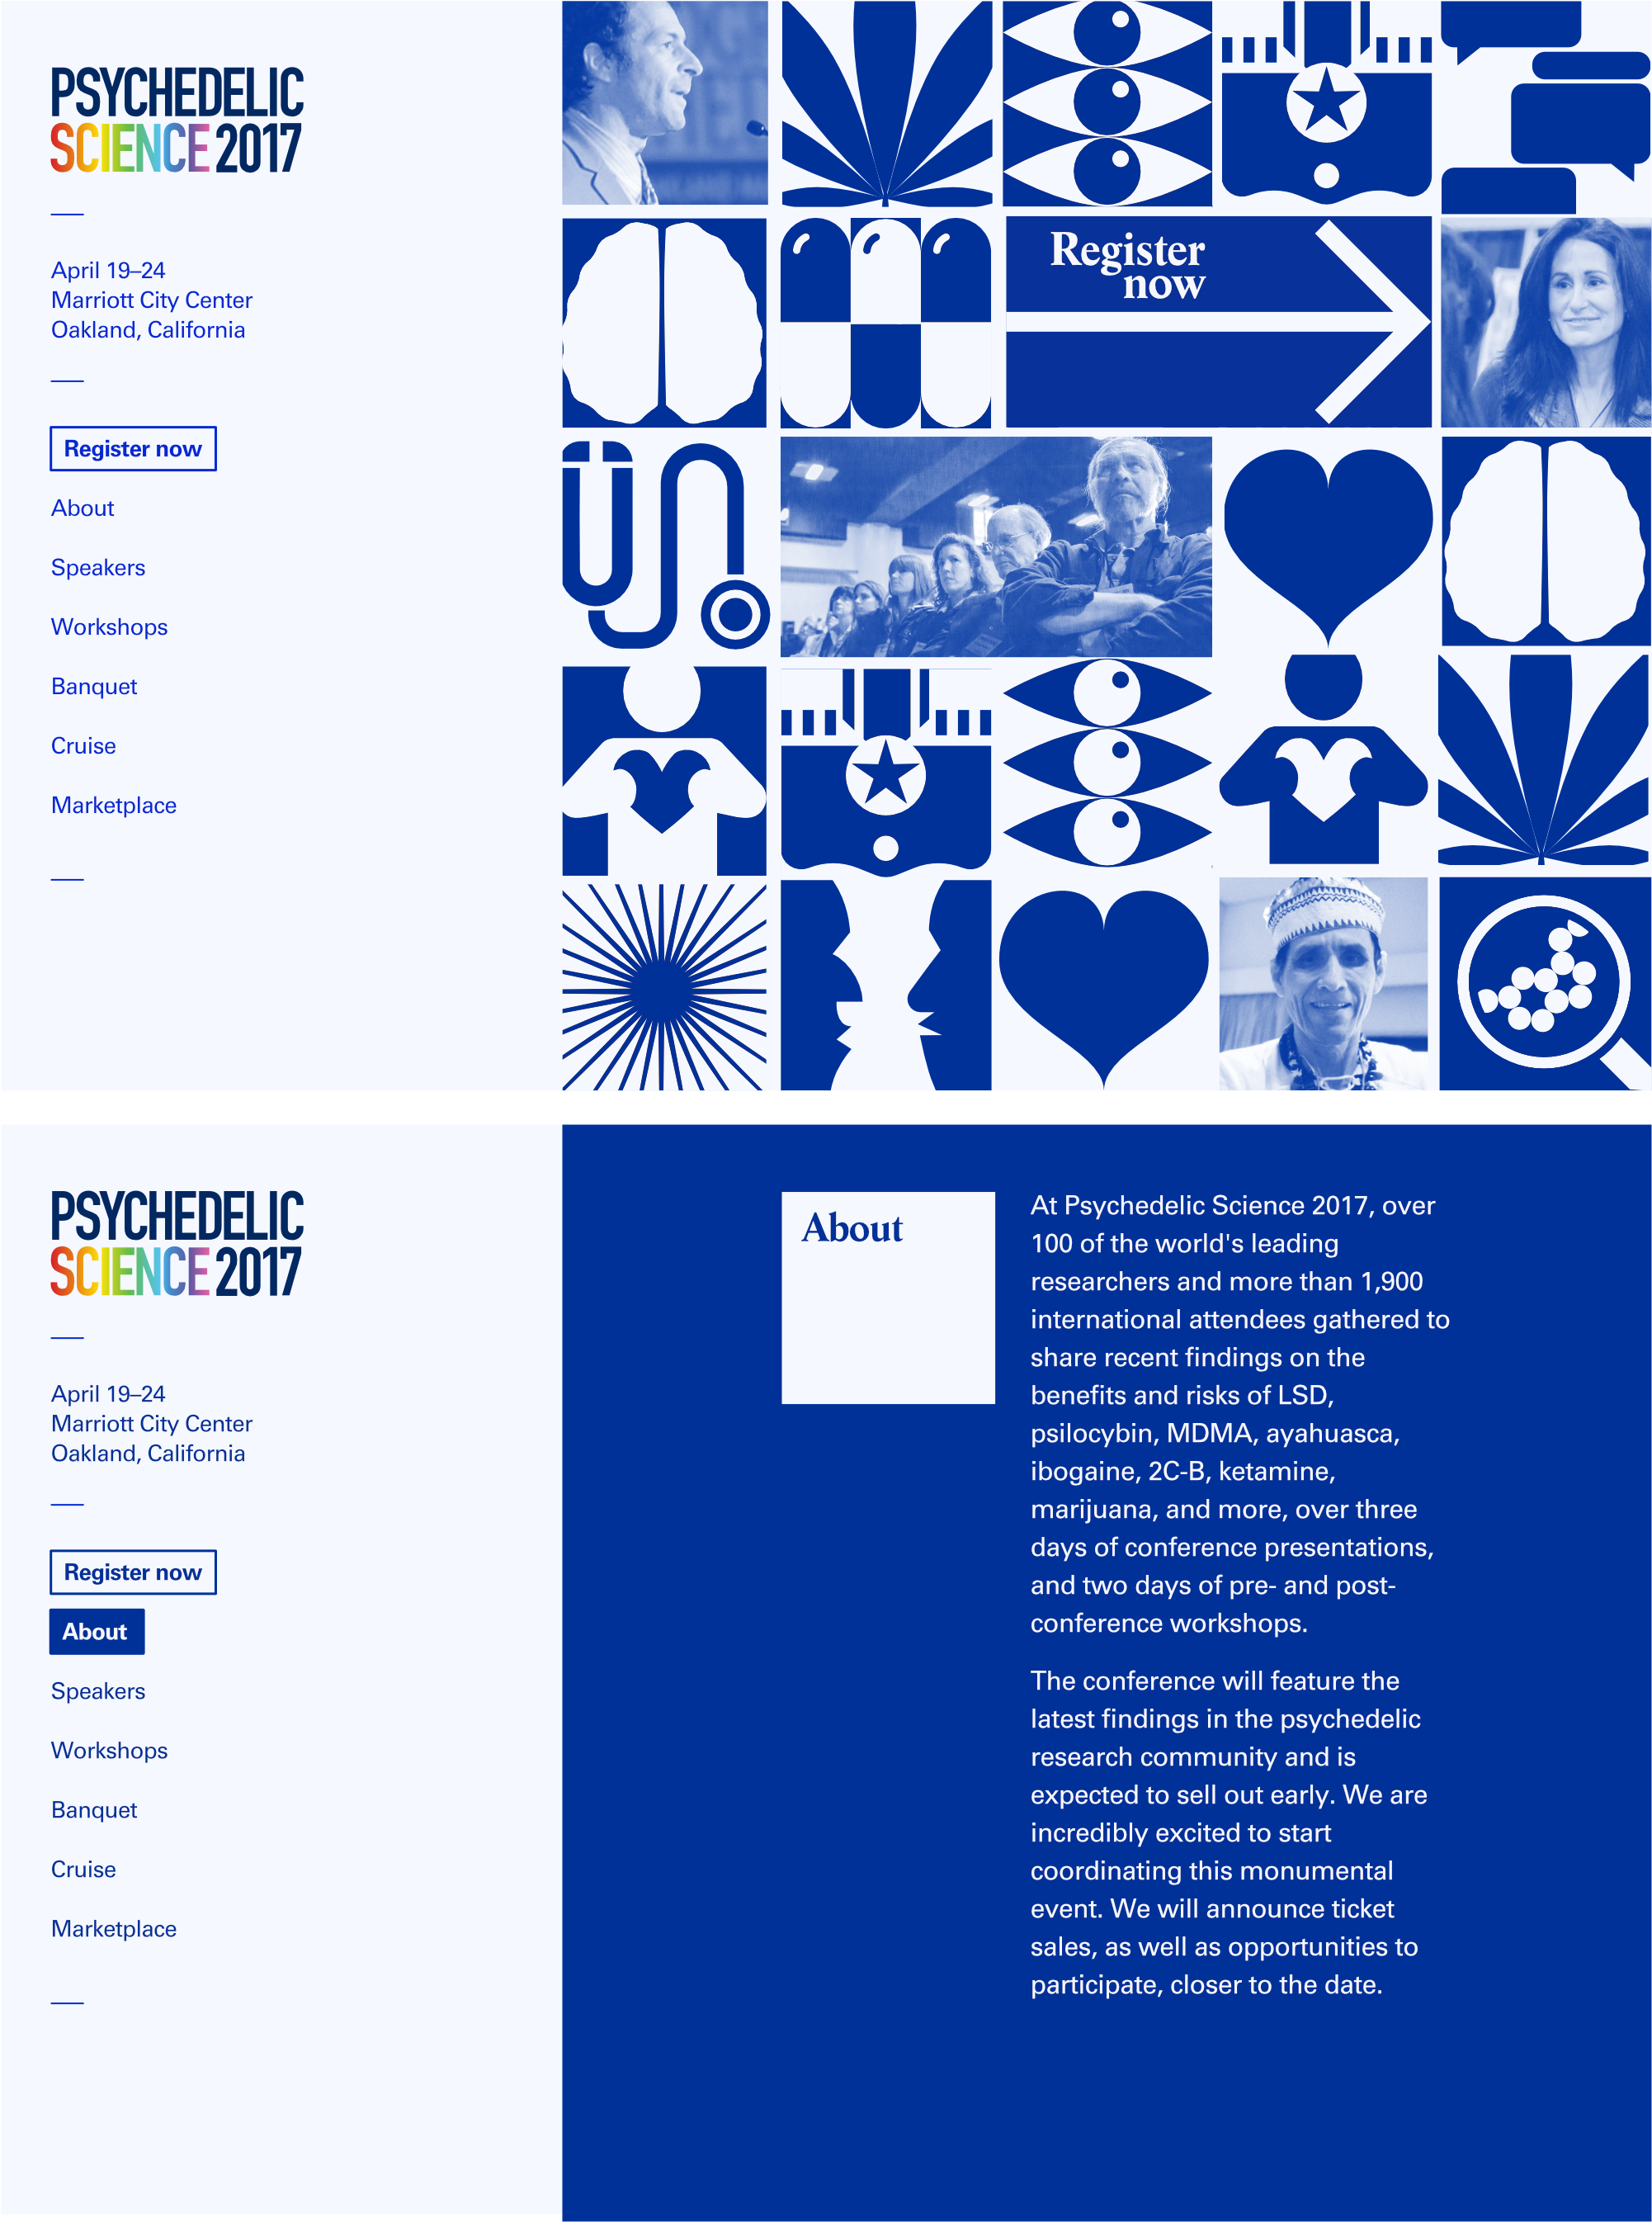 PSYCHEDELIC
SCIENCE 2017
April 19–24
Marriott City Center
Oakland, California
Register now
About
Speakers
Workshops
Banquet
Cruise
Marketplace
Register
now
PSYCHEDELIC
SCIENCE 2017
April 19–24
Marriott City Center
Oakland, California
Register now
About
Speakers
Workshops
Banquet
Cruise
Marketplace
About
At Psychedelic Science 2017, over
100 of the world's leading
researchers and more than 1,900
international attendees gathered to
share recent findings on the
benefits and risks of LSD,
psilocybin, MDMA, ayahuasca,
ibogaine, 2C-B, ketamine,
marijuana, and more, over three
days of conference presentations,
and two days of pre- and post-
conference workshops.
The conference will feature the
latest findings in the psychedelic
research community and is
expected to sell out early. We are
incredibly excited to start
coordinating this monumental
event. We will announce ticket
sales, as well as opportunities to
participate, closer to the date.